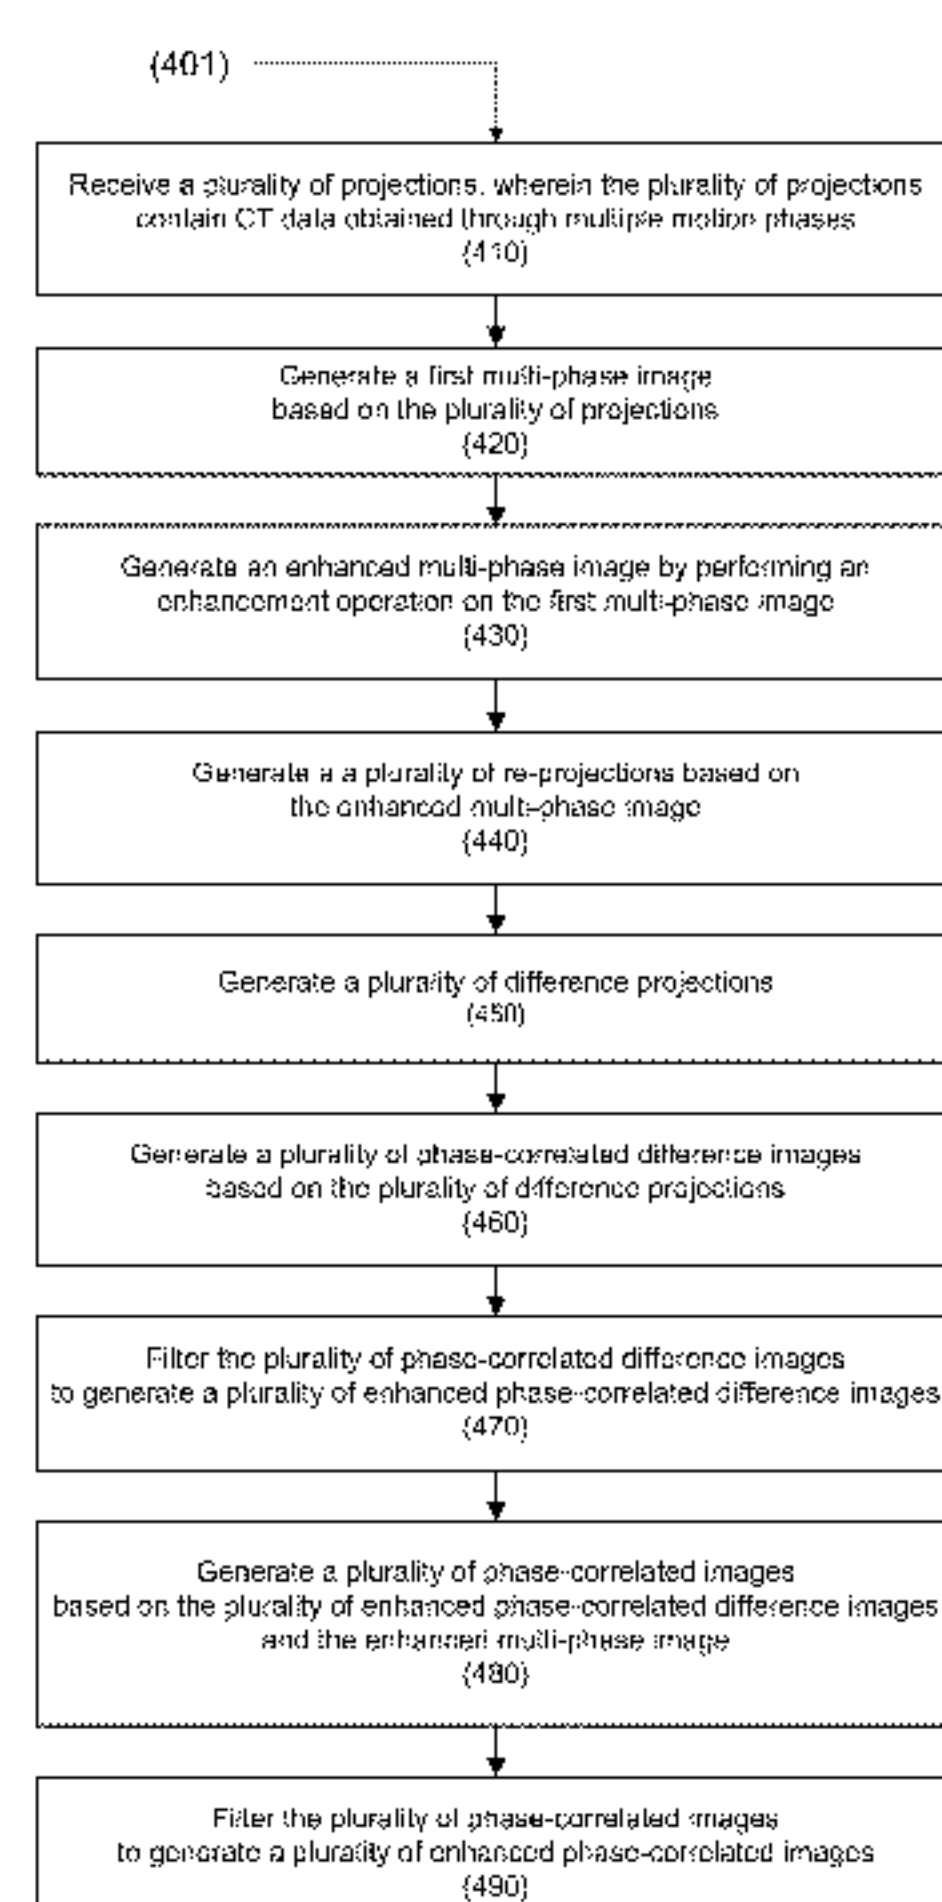 (401)
Receive a plurality of projections, wherein the plurality of projections
contain CT data obtained through multiple motion phases
(410)
Generate a first multi-phase image
based on the plurality of projections
(420)
Generate an enhanced multi-phase image by performing an
enhancement operation on the first multi-phase image
(430)
Generate a a plurality of re-projections based on
the enhanced multi-phase image
(440)
Generate a plurality of difference projections
(450)
Generate a plurality of phase-correlated difference images
based on the plurality of difference projections
(460)
Filter the plurality of phase-correlated difference images
to generate a plurality of enhanced phase-correlated difference images
(470)
Generate a plurality of phase-correlated images
based on the plurality of enhanced phase-correlated difference images
and the enhanced multi-phase image
(480)
Filter the plurality of phase-correlated images
to generate a plurality of enhanced phase-correlated images
(490)